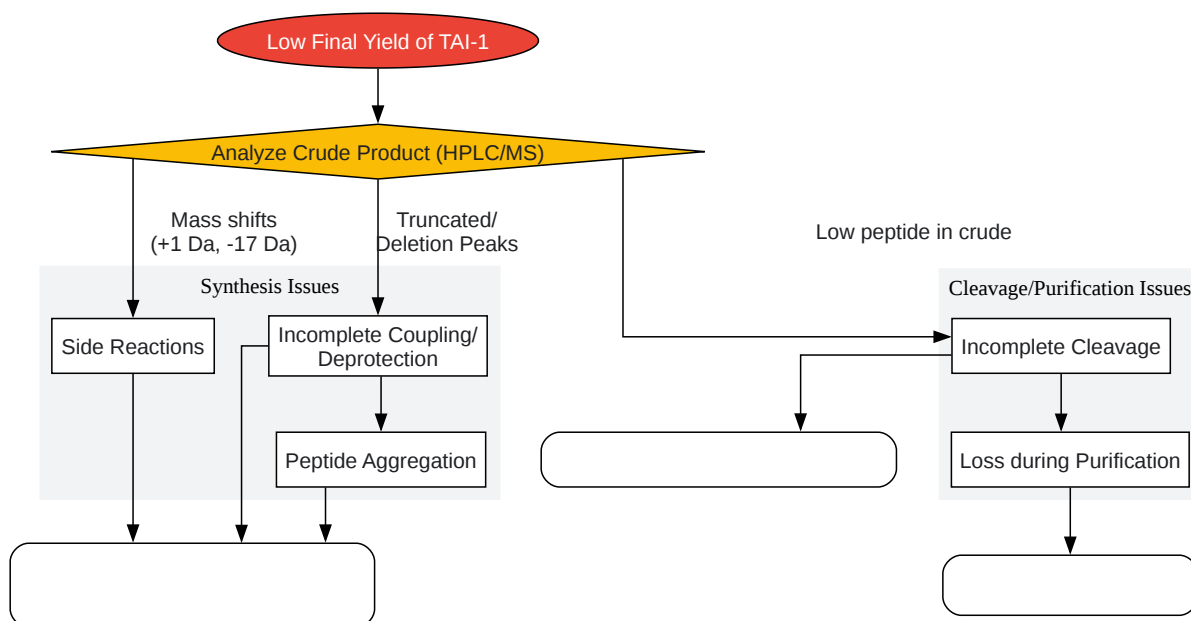 Low Final Yield of TAI-1
Analyze Crude Product (HPLC/MS)
Mass shifts
(+1 Da, -17 Da)
Truncated/
Deletion Peaks
Low peptide in crude
Synthesis Issues
Cleavage/Purification Issues
Side Reactions
Incomplete Coupling/
Deprotection
Incomplete Cleavage
Peptide Aggregation
Loss during Purification